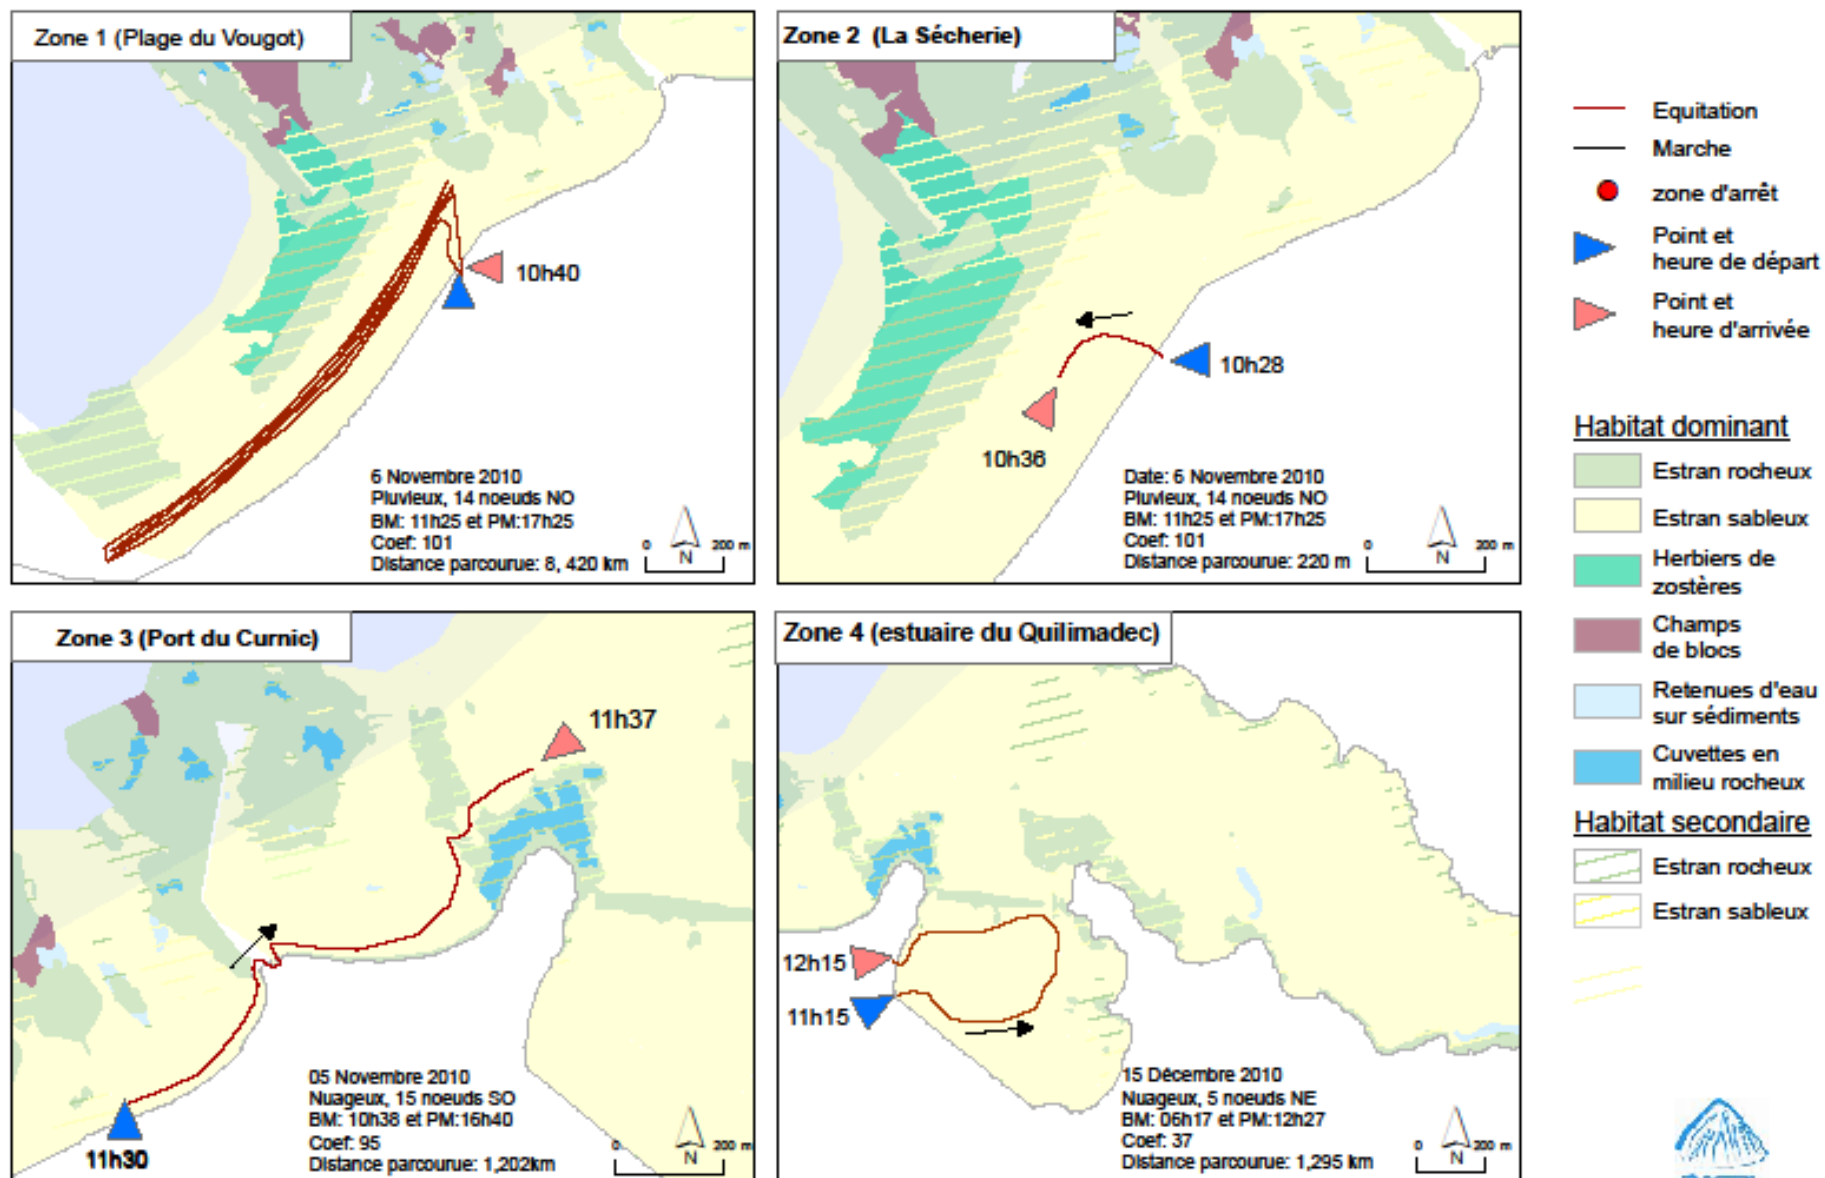 Zone 1 (Plage du Vougot)
10h40
6 Novembre 2010
Pluvieux, 14 noeuds NO
BM: 11h25 et PM:17h25
Coef: 101
Distance parcourue: 8, 420 km
0 200 m
N
Zone 2 (La Sécherie)
10h28
10h36
Date: 6 Novembre 2010
Pluvieux, 14 noeuds NO
BM: 11h25 et PM:17h25
Coef: 101
Distance parcourue: 220 m
0 200 m
N
Zone 3 (Port du Curnic)
11h37
11h30
05 Novembre 2010
Nuageux, 15 noeuds SO
BM: 10h38 et PM:16h40
Coef: 95
Distance parcourue: 1,202km
0 200 m
N
Zone 4 (estuaire du Quilimadec)
12h15
11h15
15 Décembre 2010
Nuageux, 5 noeuds NE
BM: 06h17 et PM:12h27
Coef: 37
Distance parcourue: 1,295 km
0 200 m
N
Equitation
Marche
zone d'arrêt
Point et
heure de départ
Point et
heure d'arrivée
Habitat dominant
Estran rocheux
Estran sableux
Herbiers de
zostères
Champs
de blocs
Retenues d'eau
sur sédiments
Cuvettes en
milieu rocheux
Habitat secondaire
Estran rocheux
Estran sableux